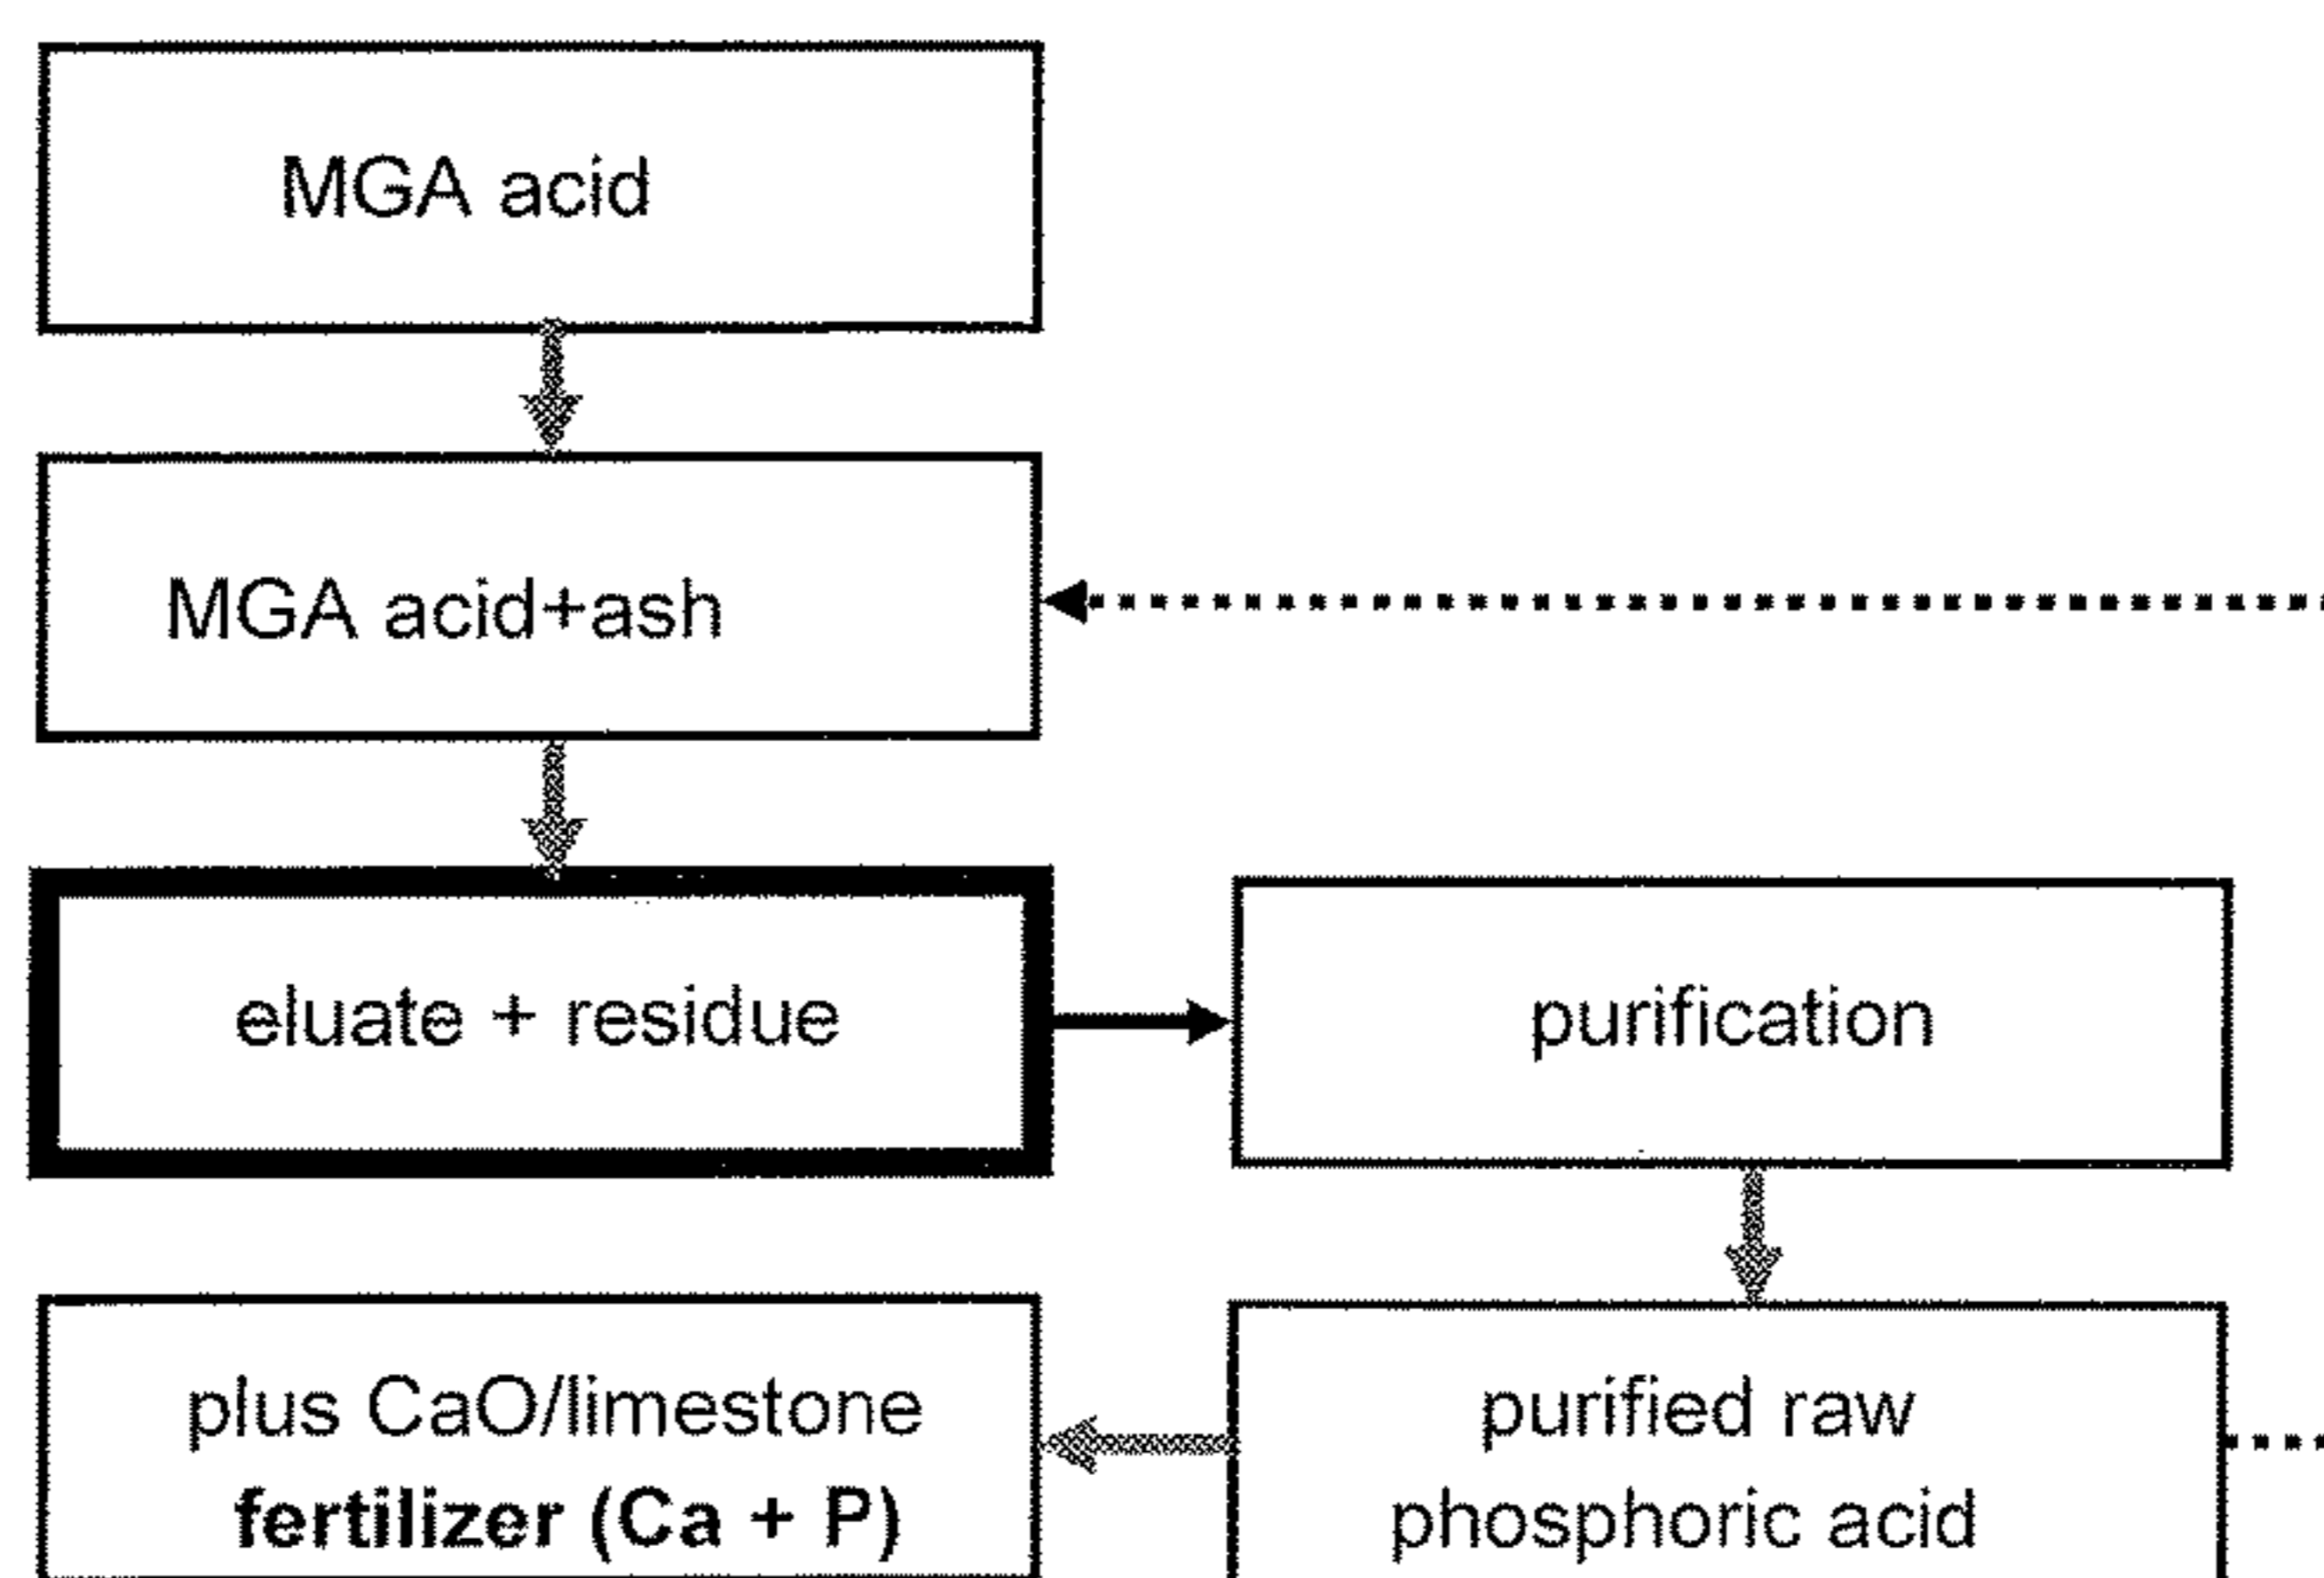 MGA acid
MGA acid+ash
eluate + residue
purification
plus CaO/limestone
fertilizer (Ca + P)
purified raw
phosphoric acid